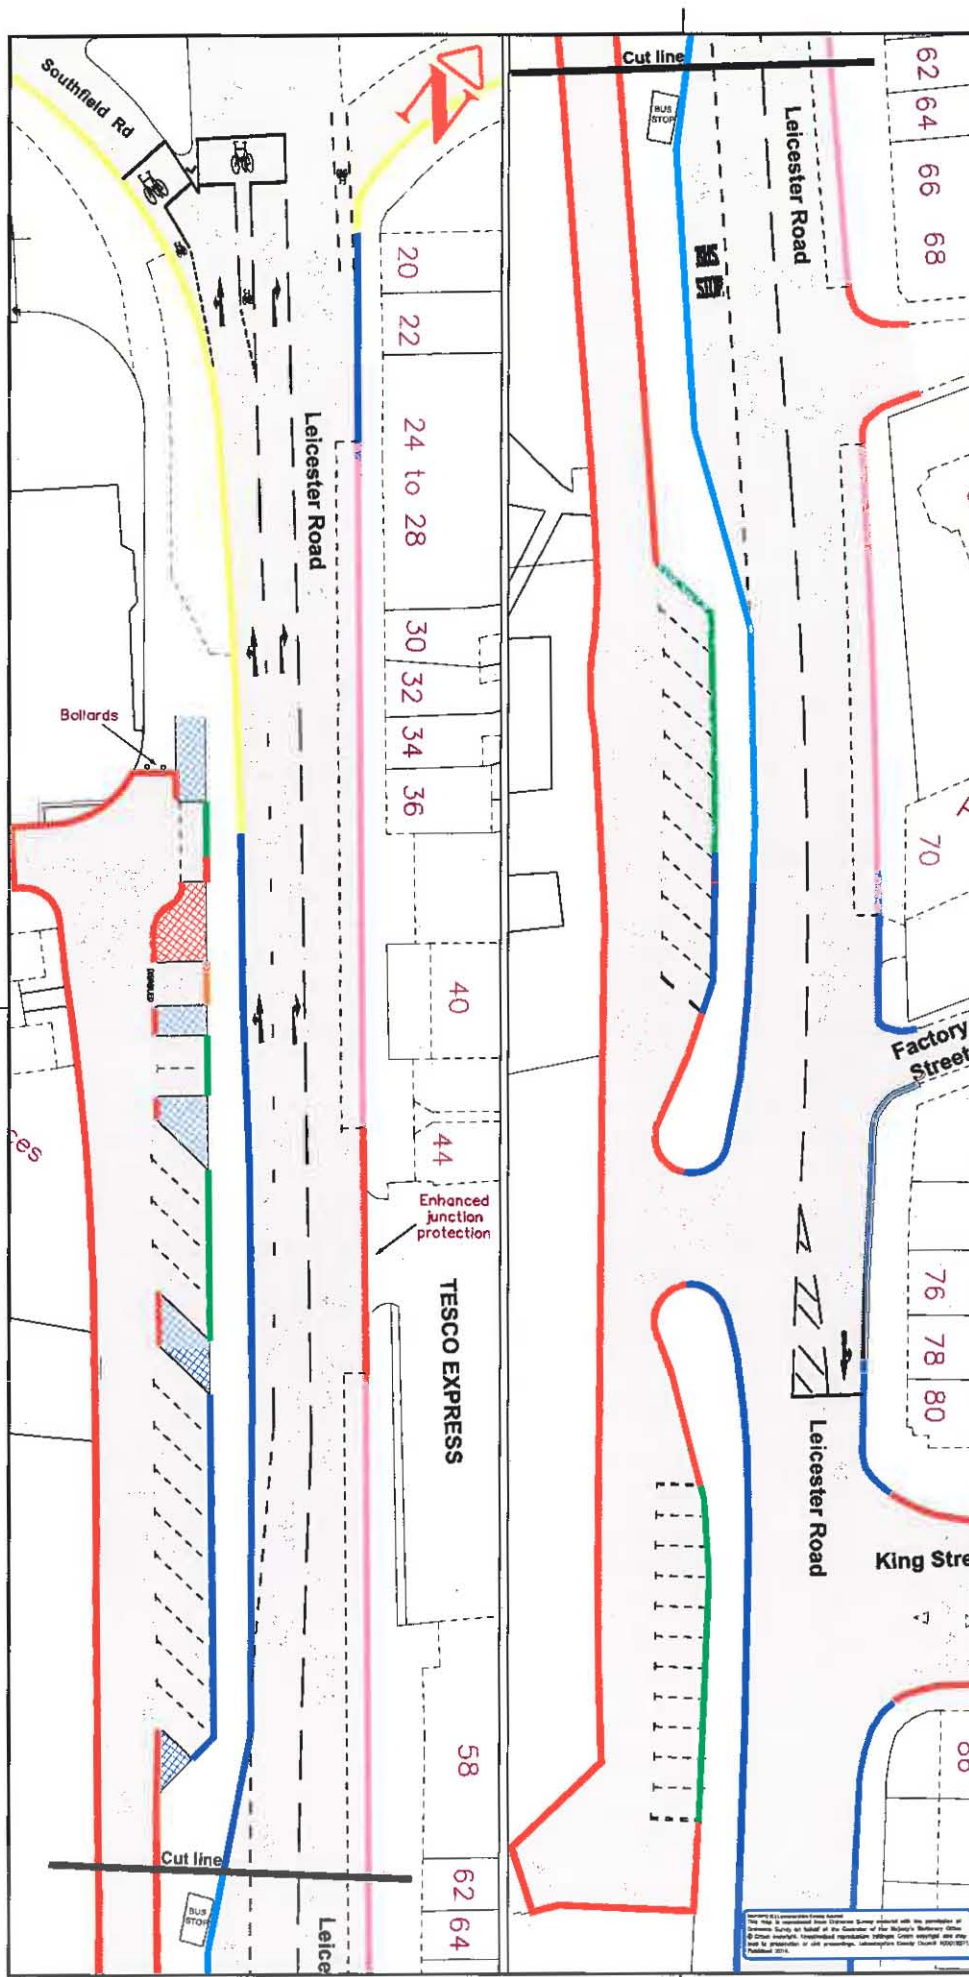 Southfield Rd
N
20
22
24 to 28
Leicester Road
30
32
34
36
Bollards
40
DISABLED
44
Enhanced
junction
protection
TESCO EXPRESS
58
Cut line
62
64
BUS
STOP
Leice
Cut line
BUS
STOP
Leicester Road
62
64
66
68
70
Factory
Street
76
78
80
Leicester Road
King Stre